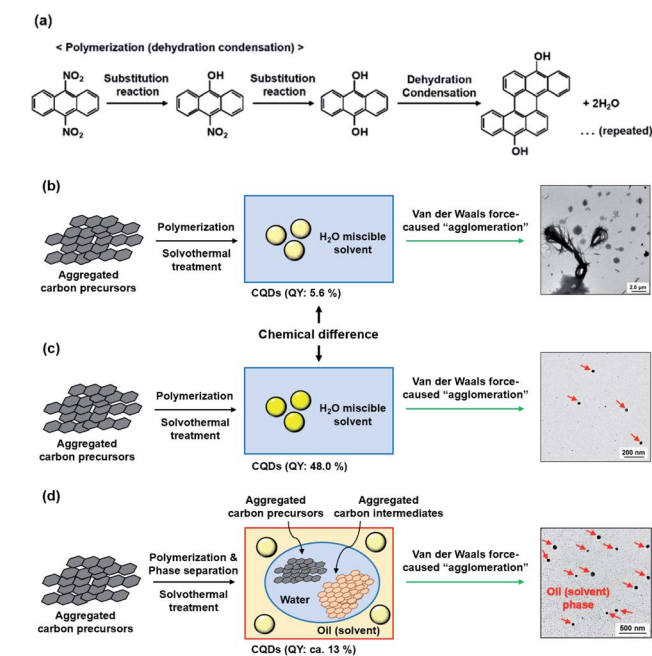 (a)
< Polymerization (dehydration condensation) >
NO₂
NO₂
Substitution
reaction
OH
NO₂
Substitution
reaction
OH
OH
Dehydration
Condensation
OH
OH
+ 2H₂O
... (repeated)
(b)
Aggregated
carbon precursors
Polymerization
Solvothermal
treatment
H₂O miscible
solvent
CQDs (QY: 5.6 %)
Van der Waals force-
caused “agglomeration”
2.0 μm
Chemical difference
(c)
Aggregated
carbon precursors
Polymerization
Solvothermal
treatment
H₂O miscible
solvent
CQDs (QY: 48.0 %)
Van der Waals force-
caused “agglomeration”
200 nm
(d)
Aggregated
carbon precursors
Polymerization &
Phase separation
Solvothermal
treatment
Aggregated
carbon precursors
Aggregated
carbon intermediates
Water
Oil (solvent)
CQDs (QY: ca. 13 %)
Van der Waals force-
caused “agglomeration”
Oil (solvent)
phase
500 nm